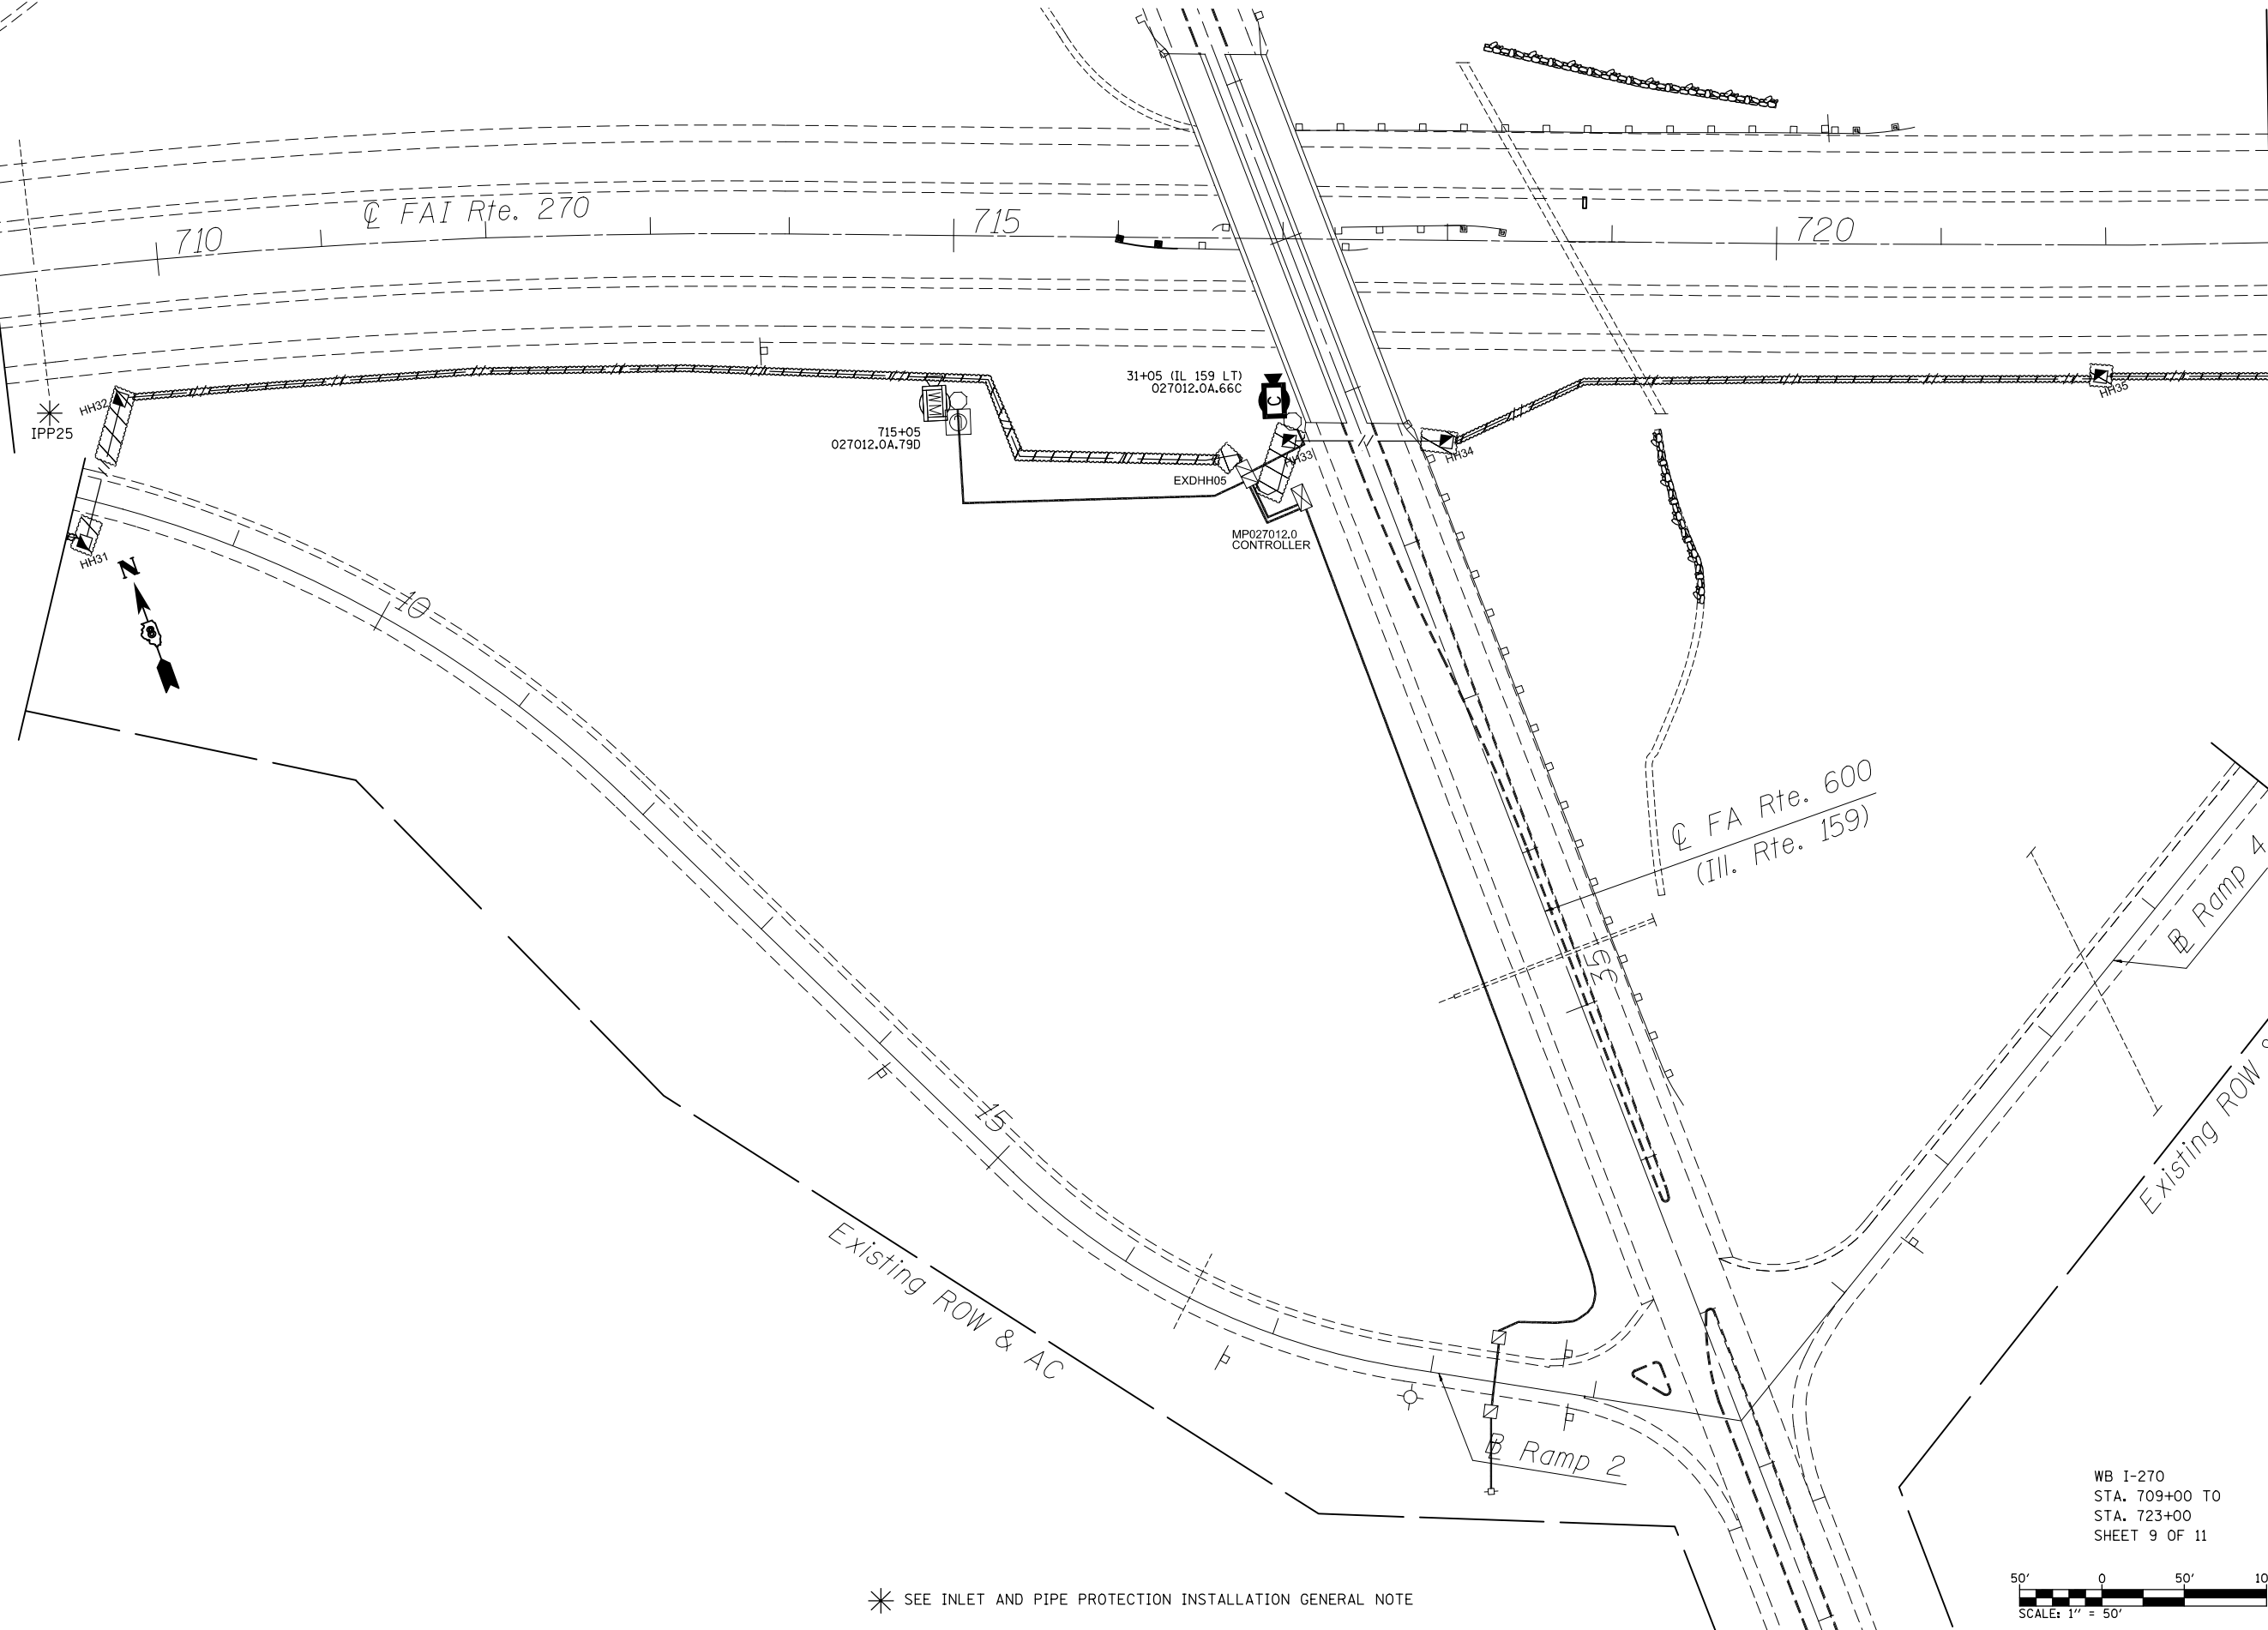 ℄ FAI Rte. 270
710
715
720
HH32
IPP25
715+05
027012.0A.79D
31+05 (IL 159 LT)
027012.0A.66C
C
HH33
HH34
HH35
EXDHH05
MP027012.0
CONTROLLER
HH31
N
8
10
℄ FA Rte. 600
(Ill. Rte. 159)
35
Ramp 4
15
Existing ROW
Existing ROW & AC
Ramp 2
WB I-270
STA. 709+00 TO
STA. 723+00
SHEET 9 OF 11
50' 0 50'
SCALE: 1" = 50'
SEE INLET AND PIPE PROTECTION INSTALLATION GENERAL NOTE